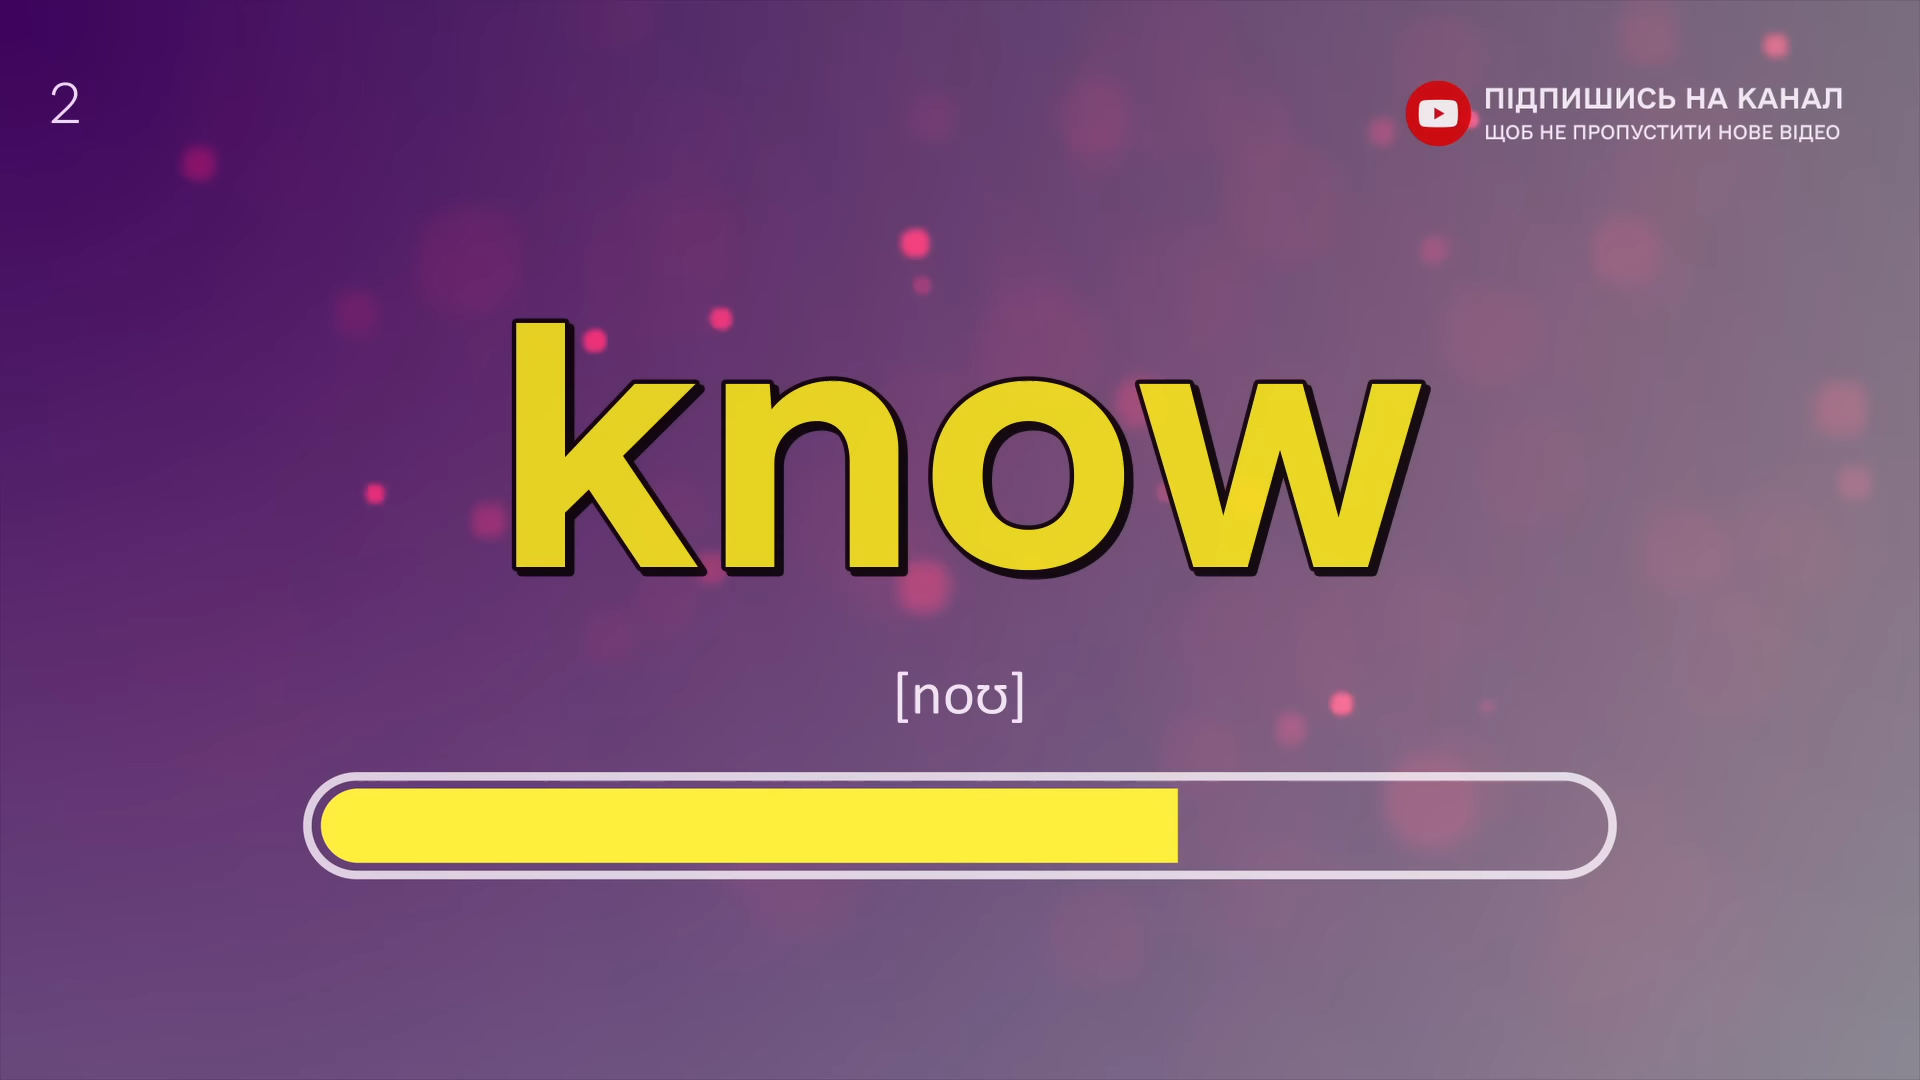 2
ПІДПИШИСЬ НА КАНАЛ
ЩОБ НЕ ПРОПУСТИТИ НОВЕ ВІДЕО
know
[noʊ]